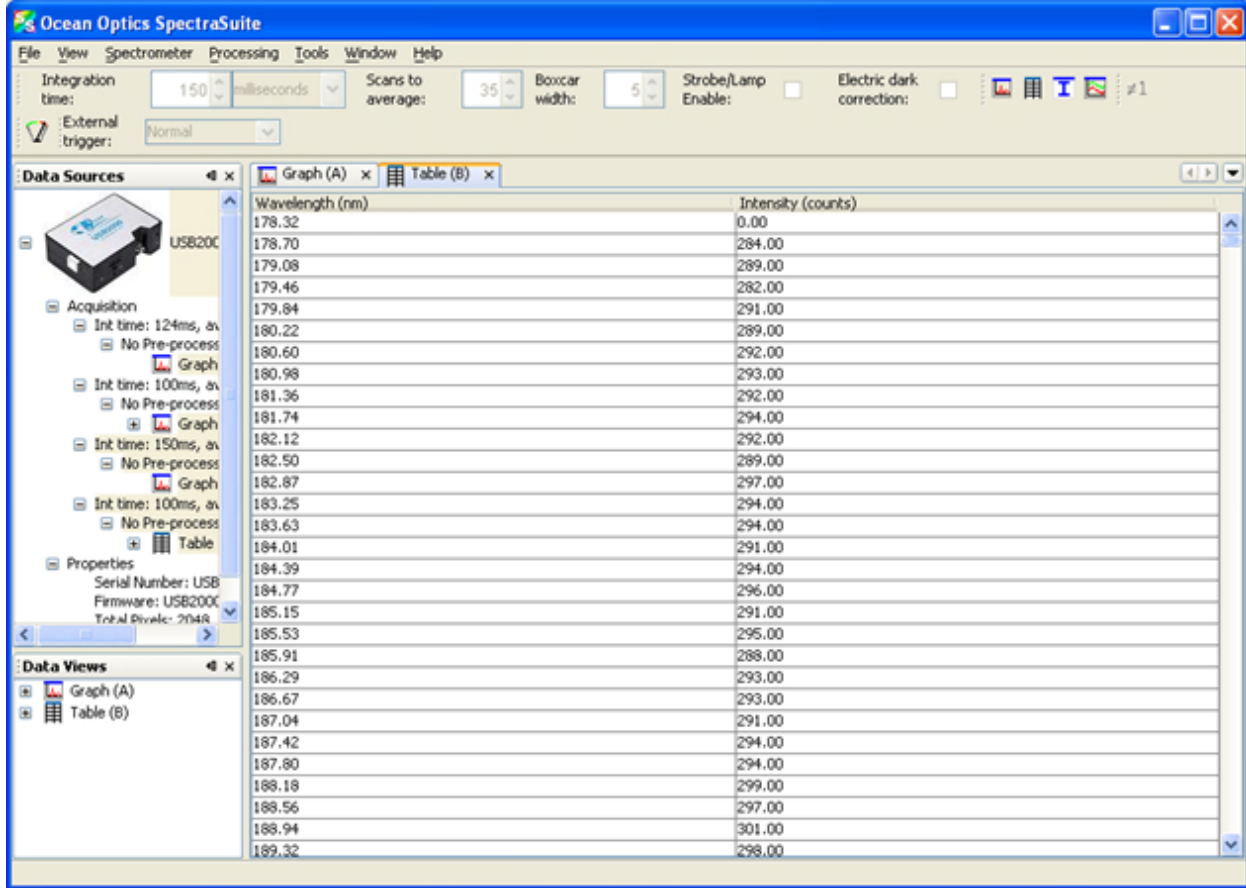 Ocean Optics SpectraSuite
File View Spectrometer Processing Tools Window Help
Integration time: 150 milliseconds Scans to average: 35 Boxcar width: 5 Strobe/Lamp Enable: Electric dark correction: ≠1
External trigger: Normal
Data Sources
USB200
Acquisition
Int time: 124ms, av
No Pre-process
Graph
Int time: 100ms, av
No Pre-process
Graph
Int time: 150ms, av
No Pre-process
Graph
Int time: 100ms, av
No Pre-process
Table
Properties
Serial Number: USB
Firmware: USB2000
Total Pixels: 2048
Data Views
Graph (A)
Table (B)
Graph (A) Table (B)
Wavelength (nm) Intensity (counts)
178.32 0.00
178.70 284.00
179.08 289.00
179.46 282.00
179.84 291.00
180.22 289.00
180.60 292.00
180.98 293.00
181.36 292.00
181.74 294.00
182.12 292.00
182.50 289.00
182.87 297.00
183.25 294.00
183.63 294.00
184.01 291.00
184.39 294.00
184.77 296.00
185.15 291.00
185.53 295.00
185.91 288.00
186.29 293.00
186.67 293.00
187.04 291.00
187.42 294.00
187.80 294.00
188.18 299.00
188.56 297.00
188.94 301.00
189.32 298.00